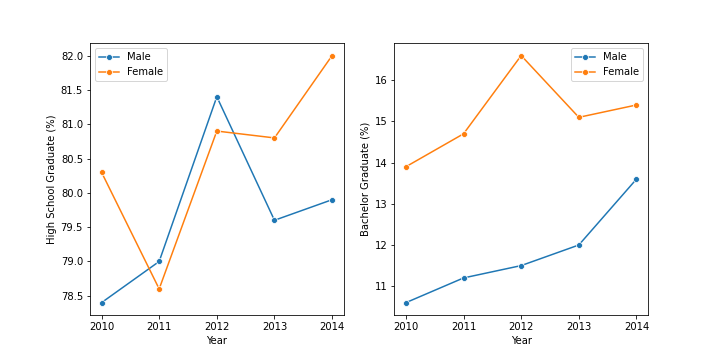 High School Graduate (%)
82.0
81.5
81.0
80.5
80.0
79.5
79.0
78.5
Male
Female
2010 2011 2012 2013 2014
Year
Bachelor Graduate (%)
16
15
14
13
12
11
Male
Female
2010 2011 2012 2013 2014
Year